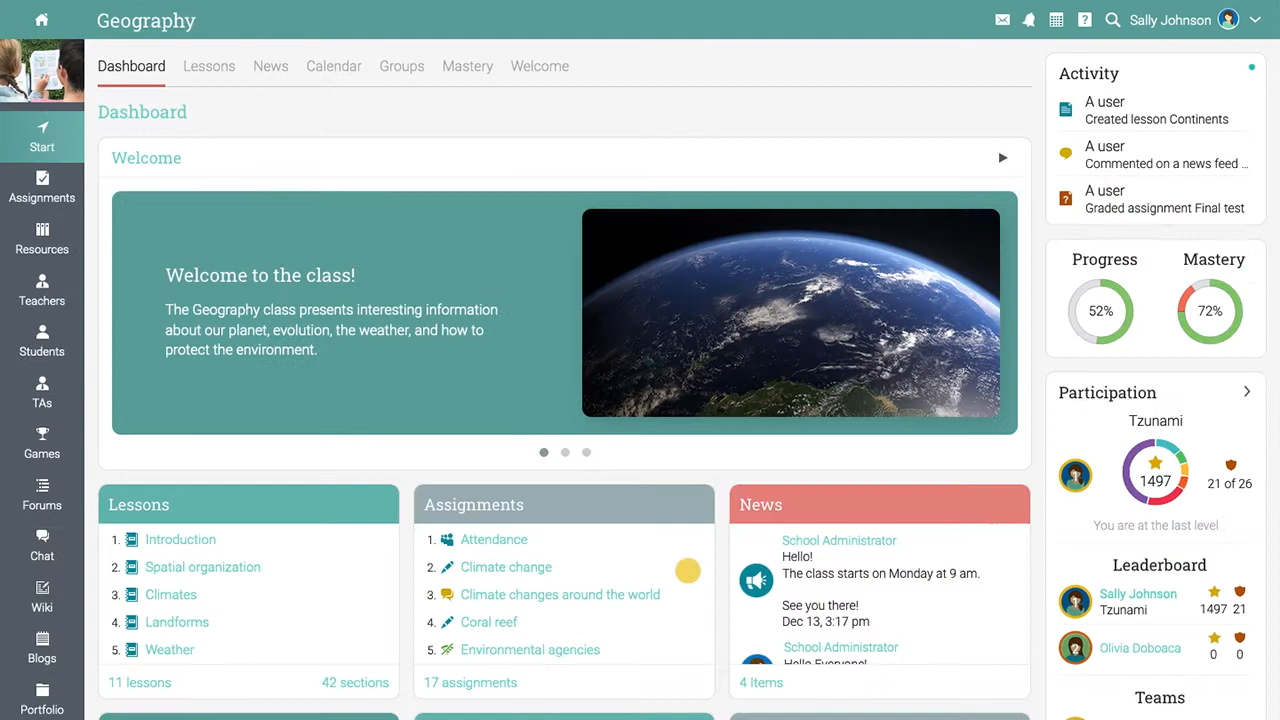 Geography
Sally Johnson
Dashboard Lessons News Calendar Groups Mastery Welcome
Start
Assignments
Resources
Teachers
Students
TAs
Games
Forums
Chat
Wiki
Blogs
Portfolio
Dashboard
Welcome
Welcome to the class!
The Geography class presents interesting information
about our planet, evolution, the weather, and how to
protect the environment.
Lessons
1. Introduction
2. Spatial organization
3. Climates
4. Landforms
5. Weather
11 lessons 42 sections
Assignments
1. Attendance
2. Climate change
3. Climate changes around the world
4. Coral reef
5. Environmental agencies
17 assignments
News
School Administrator
Hello!
The class starts on Monday at 9 am.
See you there!
Dec 13, 3:17 pm
School Administrator
Hello Everyone!
4 Items
Activity
A user
Created lesson Continents
A user
Commented on a news feed ...
A user
Graded assignment Final test
Progress Mastery
52% 72%
Participation
Tzunami
1497
21 of 26
You are at the last level
Leaderboard
Sally Johnson
Tzunami
1497 21
Olivia Doboaca
0 0
Teams